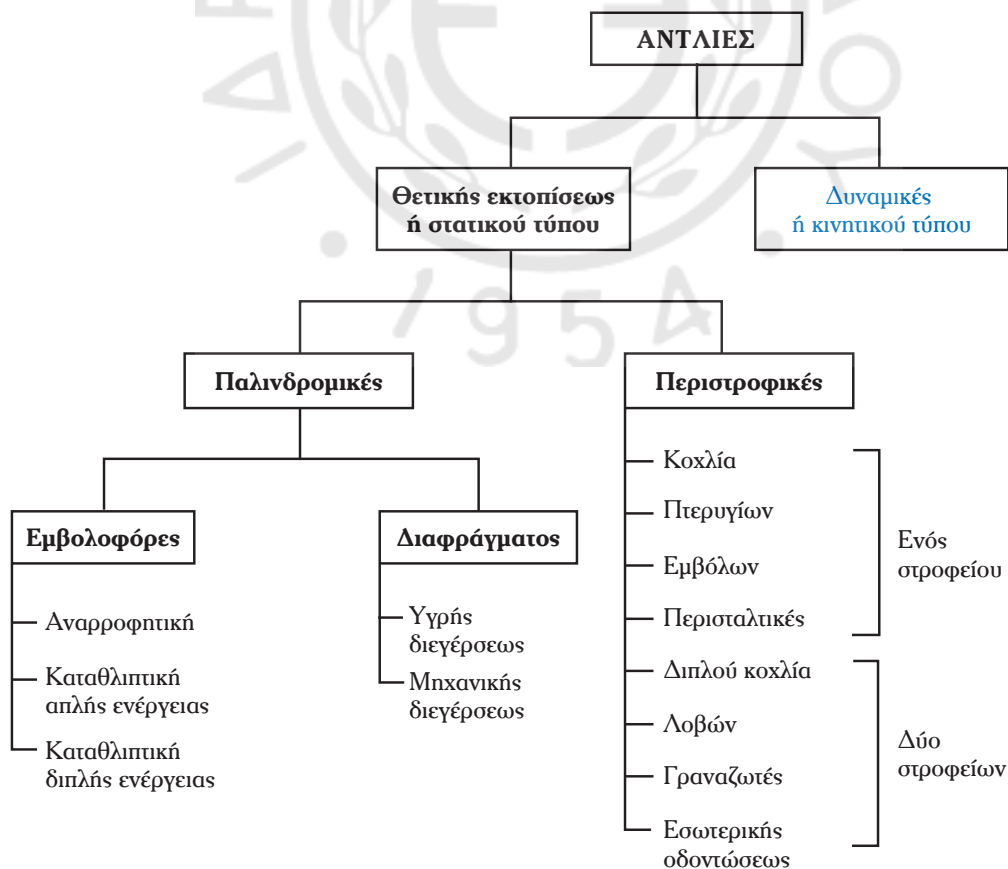 ΑΝΤΛΙΕΣ
Θετικής εκτοπίσεως
ή στατικού τύπου
Δυναμικές
ή κινητικού τύπου
1954
Παλινδρομικές
Περιστροφικές
Εμβολοφόρες
Αναρροφητική
Καταθλιπτική
απλής ενέργειας
Καταθλιπτική
διπλής ενέργειας
Διαφράγματος
Υγρής
διεγέρσεως
Μηχανικής
διεγέρσεως
Κοχλία
Πτερυγίων
Εμβόλων
Περισταλτικές
Ενός
στροφείου
Διπλού κοχλία
Λοβών
Γραναζωτές
Εσωτερικής
οδοντώσεως
Δύο
στροφείων